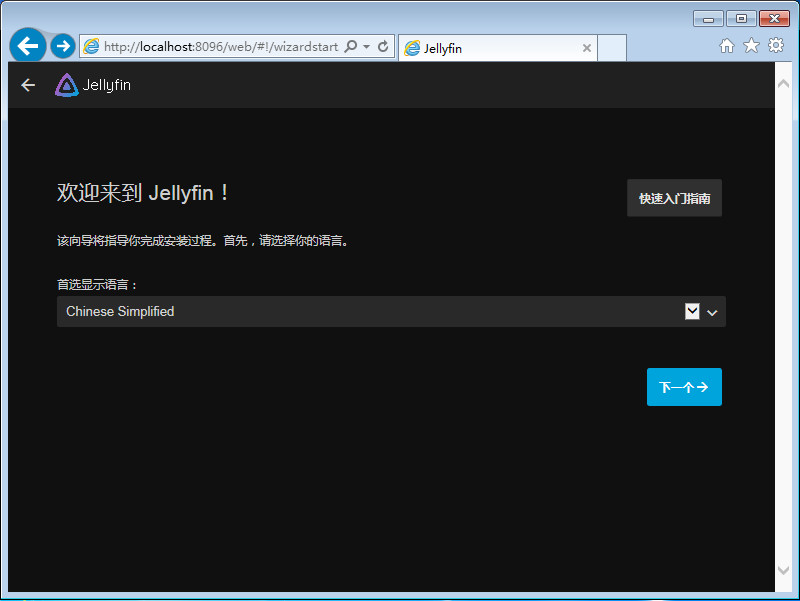 http://localhost:8096/web/#!/wizardstart
Jellyfin
Jellyfin
欢迎来到 Jellyfin！
快速入门指南
该向导将指导你完成安装过程。首先，请选择你的语言。
首选显示语言：
Chinese Simplified
下一个